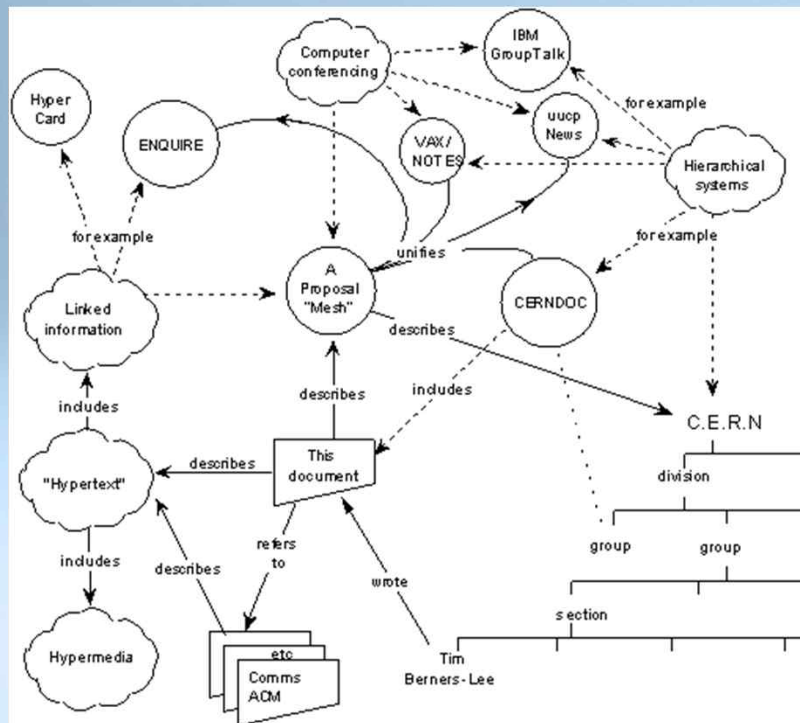 IBM
GroupTalk
Computer
conferencing
Hyper
Card
for example
uucp
News
ENQUIRE
VAX/
NOTES
Hierarchical
systems
for example
for example
unifies
A
Proposal
"Mesh"
Linked
information
CERNDOC
describes
includes
describes
includes
C.E.R.N
This
document
describes
"Hypertext"
division
refers
to
group
group
includes
describes
wrote
section
Hypermedia
etc
Tim
Berners-Lee
Comms
ACM